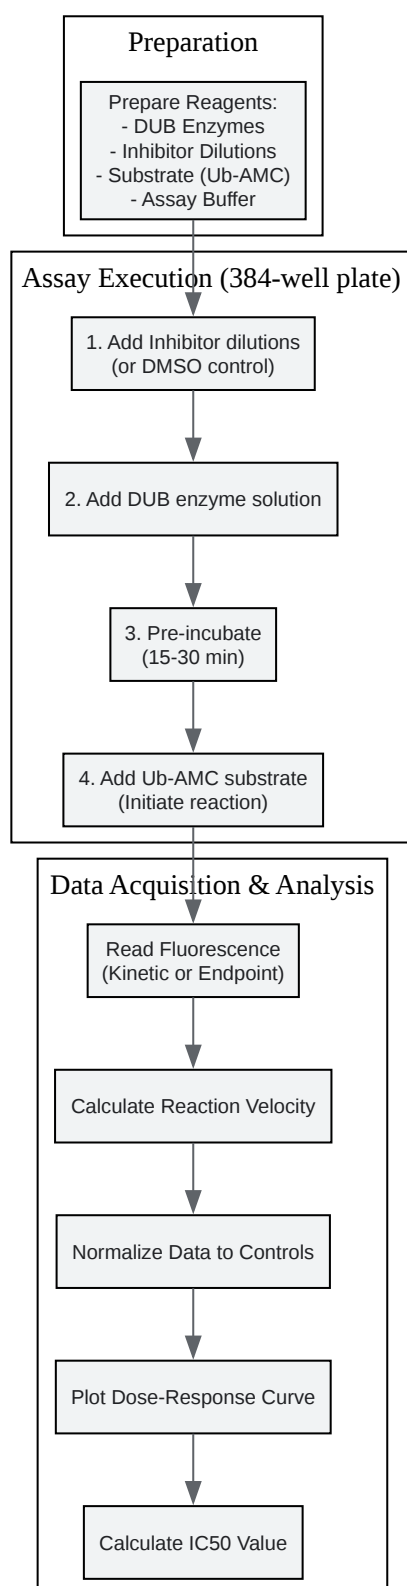 Preparation
Prepare Reagents:
- DUB Enzymes
- Inhibitor Dilutions
- Substrate (Ub-AMC)
- Assay Buffer
Assay Execution (384-well plate)
1. Add Inhibitor dilutions
(or DMSO control)
2. Add DUB enzyme solution
3. Pre-incubate
(15-30 min)
4. Add Ub-AMC substrate
(Initiate reaction)
Data Acquisition & Analysis
Read Fluorescence
(Kinetic or Endpoint)
Calculate Reaction Velocity
Normalize Data to Controls
Plot Dose-Response Curve
Calculate IC50 Value